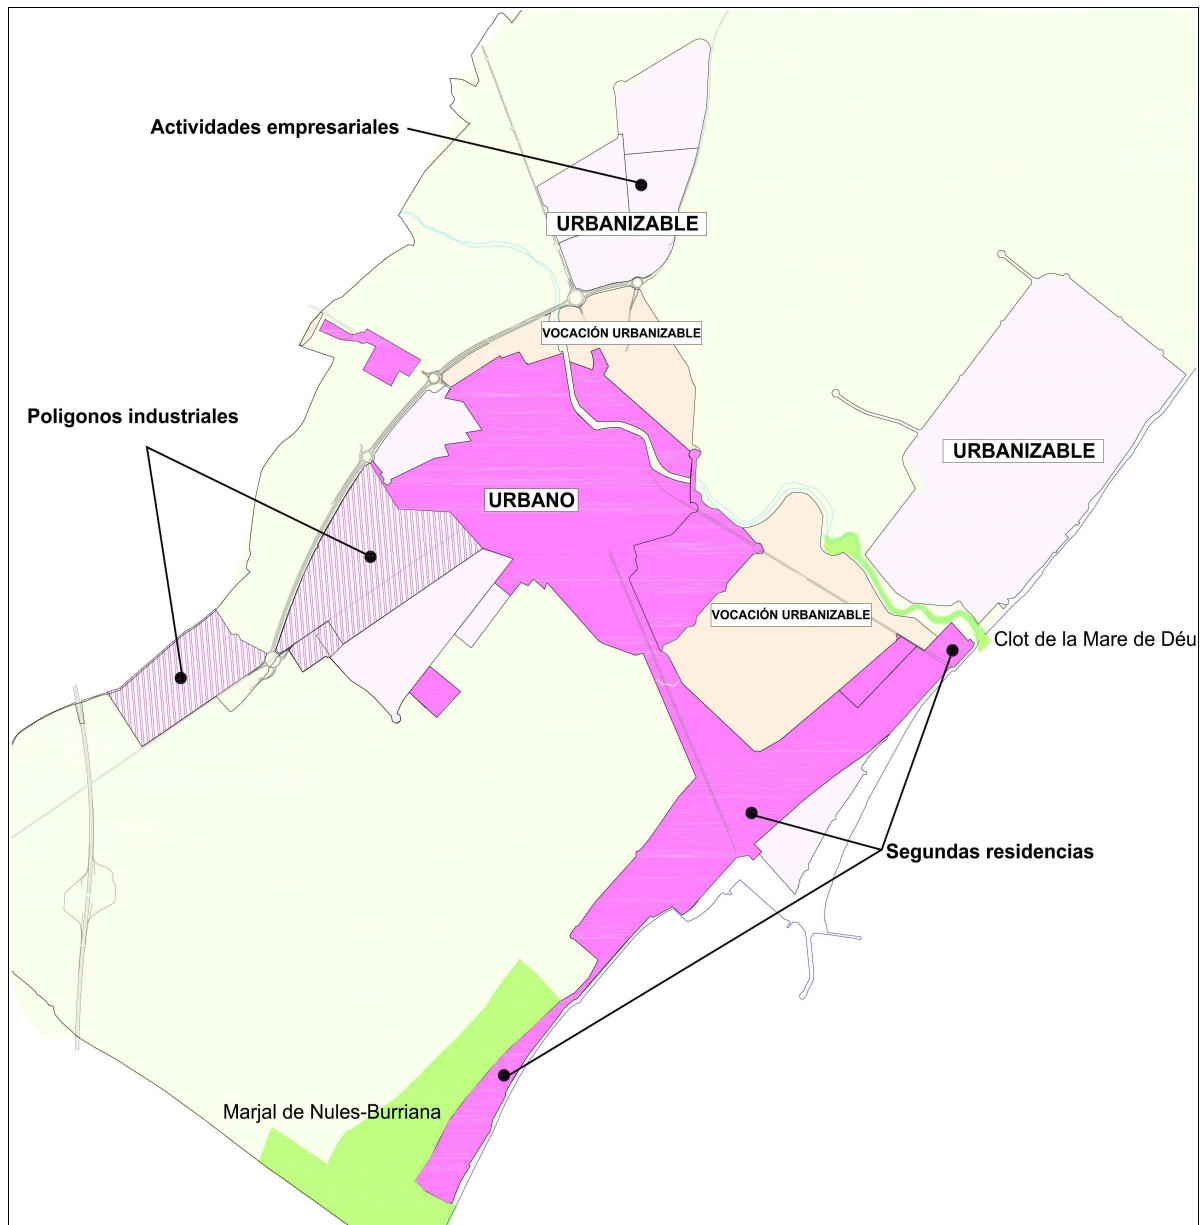 Actividades empresariales
URBANIZABLE
VOCACIÓN URBANIZABLE
Poligonos industriales
URBANIZABLE
URBANO
VOCACIÓN URBANIZABLE
Clot de la Mare de Déu
Segundas residencias
Marjal de Nules-Burriana